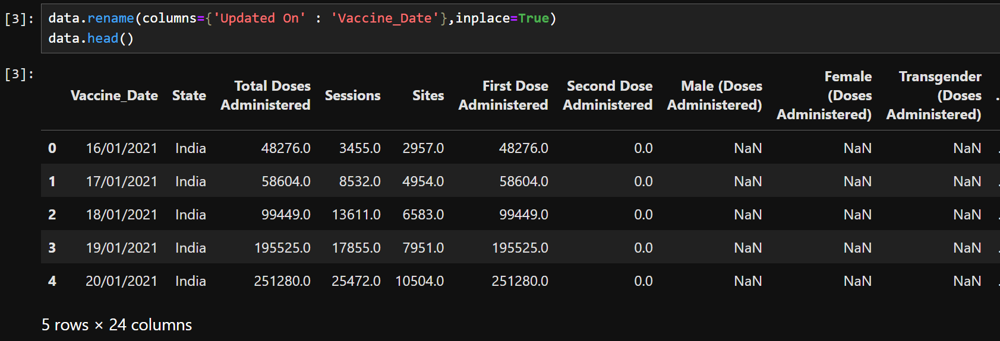 [3]: data.rename(columns={'Updated On' : 'Vaccine_Date'},inplace=True)
data.head()
[3]:
Vaccine_Date State Total Doses Administered Sessions Sites First Dose Administered Second Dose Administered Male (Doses Administered) Female (Doses Administered) Transgender (Doses Administered) .
0 16/01/2021 India 48276.0 3455.0 2957.0 48276.0 0.0 NaN NaN NaN .
1 17/01/2021 India 58604.0 8532.0 4954.0 58604.0 0.0 NaN NaN NaN .
2 18/01/2021 India 99449.0 13611.0 6583.0 99449.0 0.0 NaN NaN NaN .
3 19/01/2021 India 195525.0 17855.0 7951.0 195525.0 0.0 NaN NaN NaN .
4 20/01/2021 India 251280.0 25472.0 10504.0 251280.0 0.0 NaN NaN NaN .
5 rows × 24 columns